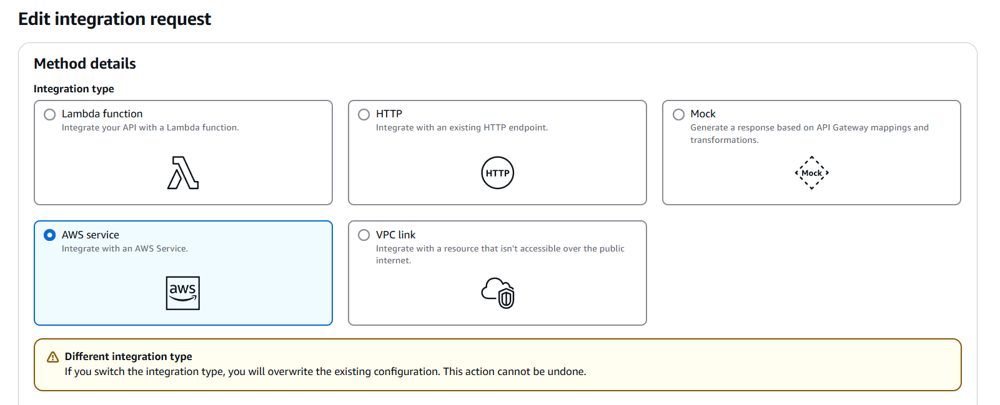 Edit integration request
Method details
Integration type
Lambda function
Integrate your API with a Lambda function.
HTTP
Integrate with an existing HTTP endpoint.
HTTP
Mock
Generate a response based on API Gateway mappings and
transformations.
Mock
AWS service
Integrate with an AWS Service.
aws
VPC link
Integrate with a resource that isn't accessible over the public
internet.
Different integration type
If you switch the integration type, you will overwrite the existing configuration. This action cannot be undone.